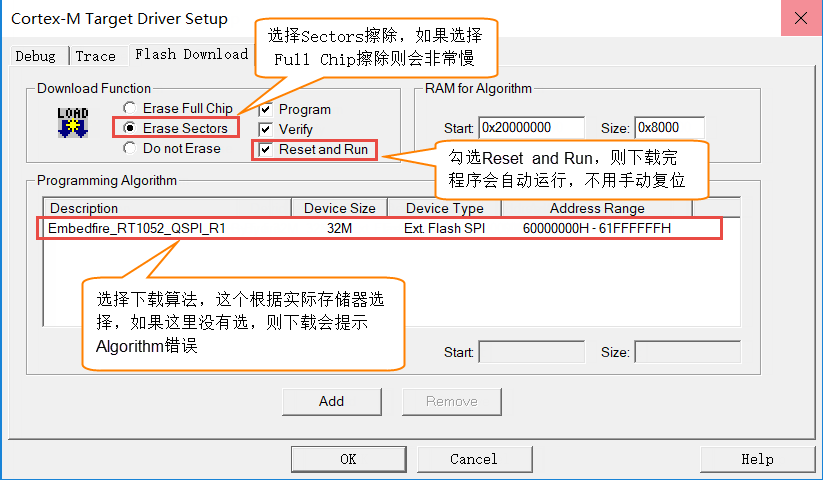 Cortex-M Target Driver Setup
Debug
Trace
Flash Download
选择Sectors擦除，如果选择
Full Chip擦除则会非常慢
Download Function
LOAD
Erase Full Chip
Erase Sectors
Do not Erase
Program
Verify
Reset and Run
RAM for Algorithm
Start: 0x20000000
Size: 0x8000
勾选Reset and Run，则下载完
程序会自动运行，不用手动复位
Programming Algorithm
Description Device Size Device Type Address Range
Embedfire_RT1052_QSPI_R1 32M Ext. Flash SPI 60000000H - 61FFFFFFH
选择下载算法，这个根据实际存储器选
择，如果这里没有选，则下载会提示
Algorithm错误
Start:
Size:
Add
Remove
OK
Cancel
Help